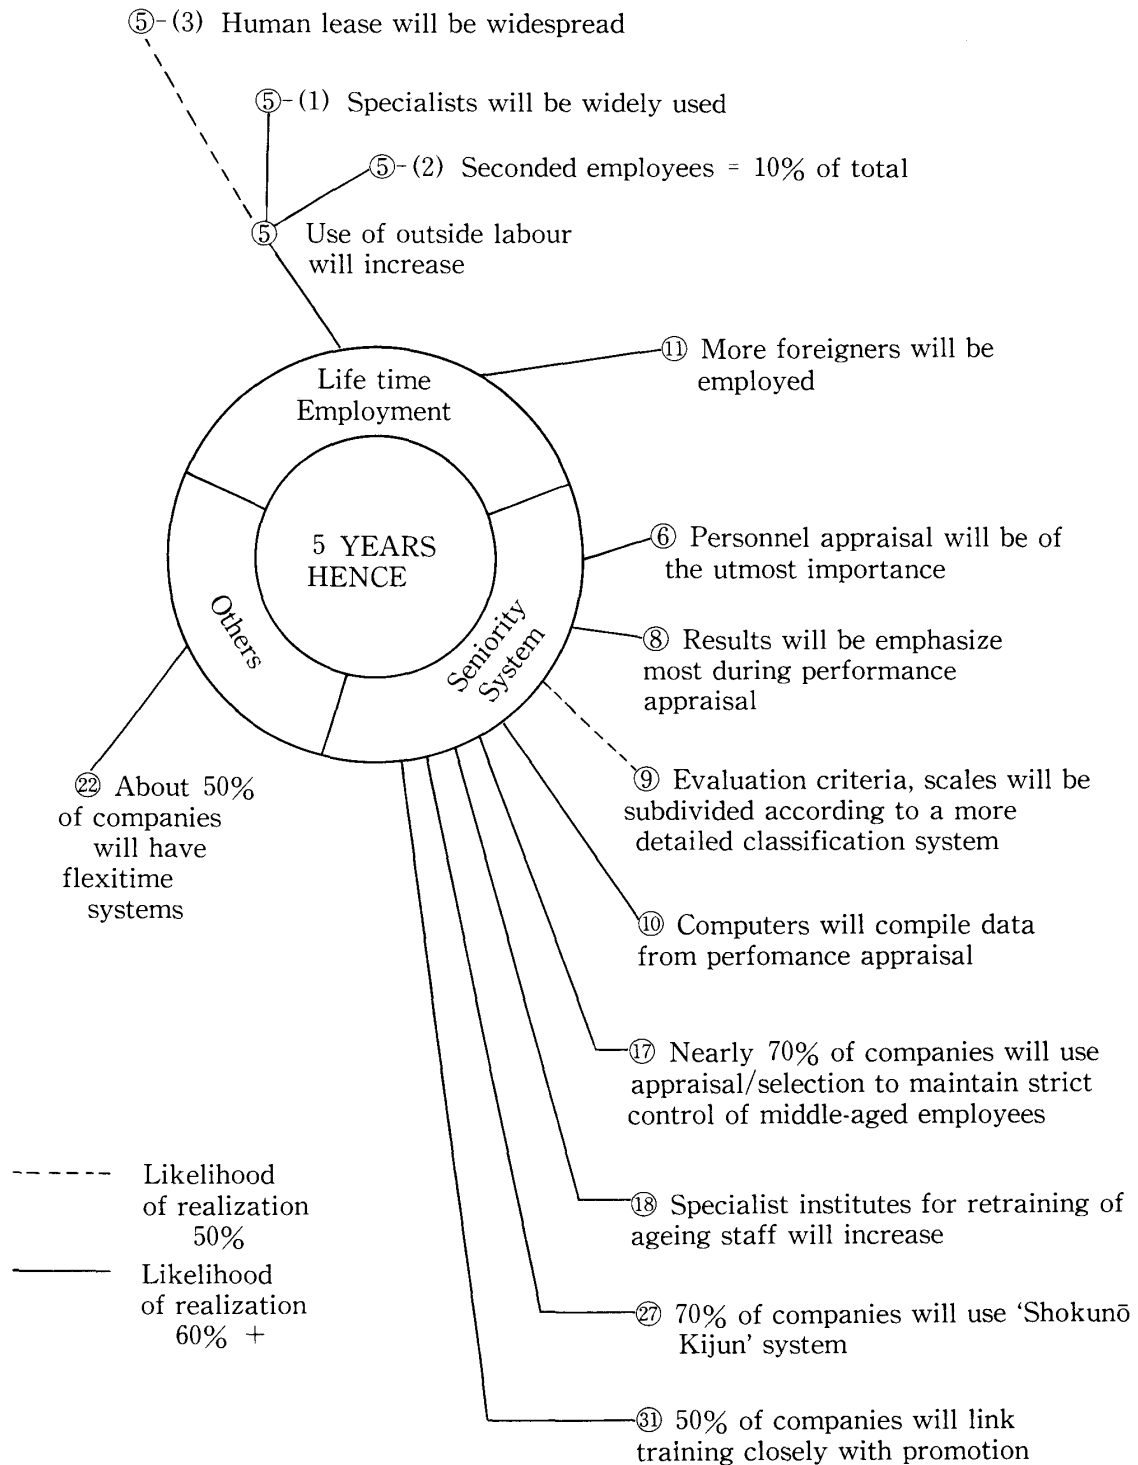 ⑤-(3) Human lease will be widespread
⑤-(1) Specialists will be widely used
⑤-(2) Seconded employees = 10% of total
⑤ Use of outside labour
will increase
⑪ More foreigners will be
employed
Life time
Employment
5 YEARS
HENCE
Others
Seniority
System
⑥ Personnel appraisal will be of
the utmost importance
⑧ Results will be emphasize
most during performance
appraisal
⑨ Evaluation criteria, scales will be
subdivided according to a more
detailed classification system
㉒ About 50%
of companies
will have
flexitime
systems
⑩ Computers will compile data
from perfomance appraisal
⑰ Nearly 70% of companies will use
appraisal/selection to maintain strict
control of middle-aged employees
⑱ Specialist institutes for retraining of
ageing staff will increase
㉗ 70% of companies will use ‘Shokunō
Kijun’ system
㉛ 50% of companies will link
training closely with promotion
Likelihood
of realization
50%
Likelihood
of realization
60% +